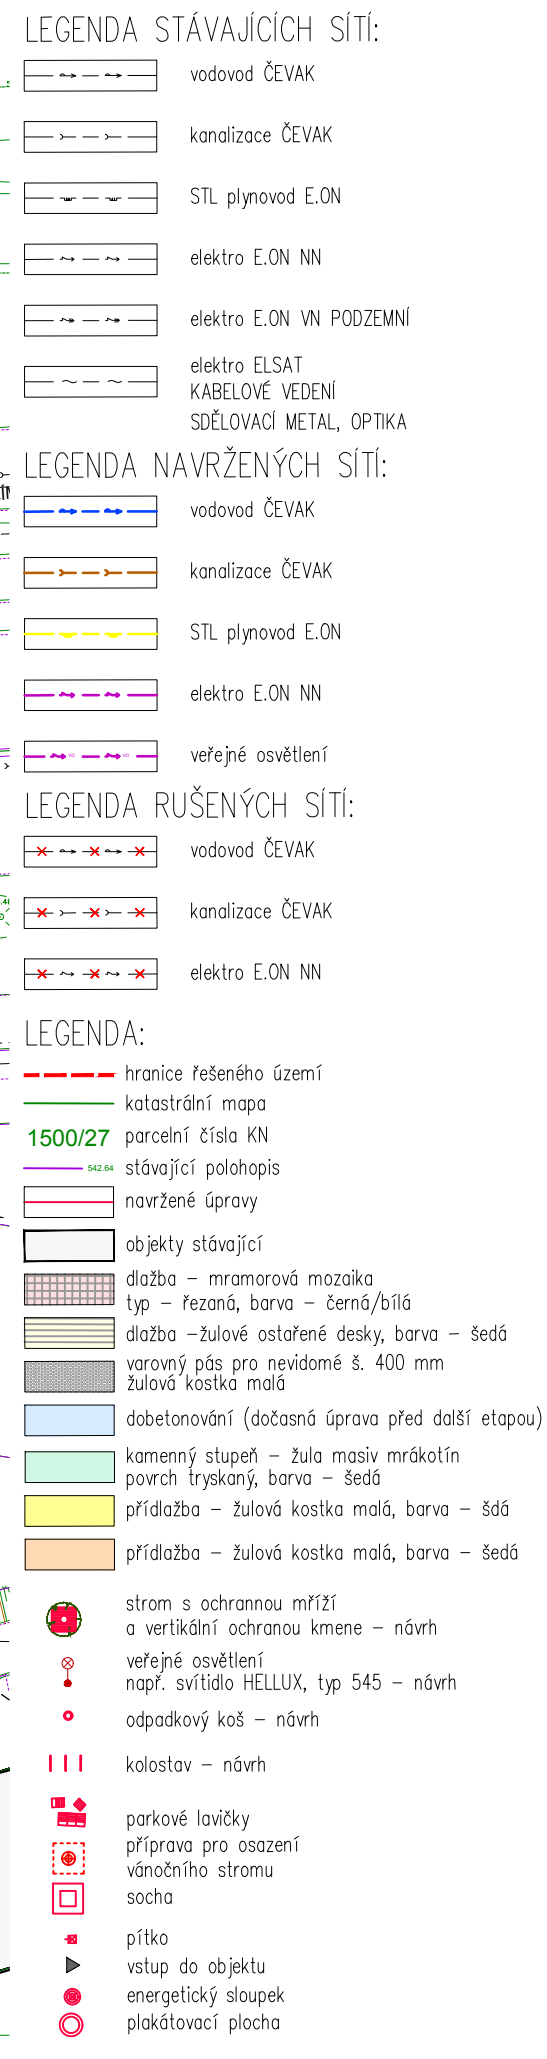 LEGENDA STÁVAJÍCÍCH SÍTÍ:
vodovod ČEVAK
kanalizace ČEVAK
STL plynovod E.ON
elektro E.ON NN
elektro E.ON VN PODZEMNÍ
elektro ELSAT
KABELOVÉ VEDENÍ
SDĚLOVACÍ METAL, OPTIKA
LEGENDA NAVRŽENÝCH SÍTÍ:
vodovod ČEVAK
kanalizace ČEVAK
STL plynovod E.ON
elektro E.ON NN
VO VO veřejné osvětlení
LEGENDA RUŠENÝCH SÍTÍ:
vodovod ČEVAK
kanalizace ČEVAK
elektro E.ON NN
LEGENDA:
hranice řešeného území
katastrální mapa
1500/27 parcelní čísla KN
542.64 stávající polohopis
navržené úpravy
objekty stávající
dlažba – mramorová mozaika
typ – řezaná, barva – černá/bílá
dlažba –žulové ostařené desky, barva – šedá
varovný pás pro nevidomé š. 400 mm
žulová kostka malá
dobetonování (dočasná úprava před další etapou)
kamenný stupeň – žula masiv mrákotín
povrch tryskaný, barva – šedá
přídlažba – žulová kostka malá, barva – šdá
přídlažba – žulová kostka malá, barva – šedá
strom s ochrannou mříží
a vertikální ochranou kmene – návrh
veřejné osvětlení
např. svítidlo HELLUX, typ 545 – návrh
odpadkový koš – návrh
kolostav – návrh
parkové lavičky
příprava pro osazení
vánočního stromu
socha
pítko
vstup do objektu
energetický sloupek
plakátovací plocha